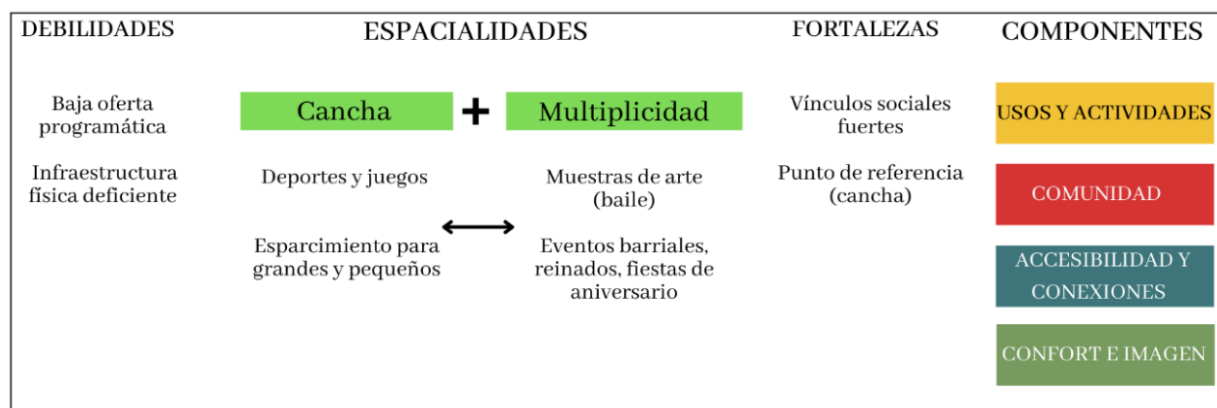 DEBILIDADES
Baja oferta
programática
Infraestructura
física deficiente
ESPACIALIDADES
Cancha + Multiplicidad
Deportes y juegos
Esparcimiento para
grandes y pequeños
Muestras de arte
(baile)
Eventos barriales,
reinados, fiestas de
aniversario
FORTALEZAS
Vínculos sociales
fuertes
Punto de referencia
(cancha)
COMPONENTES
USOS Y ACTIVIDADES
COMUNIDAD
ACCESIBILIDAD Y
CONEXIONES
CONFORT E IMAGEN